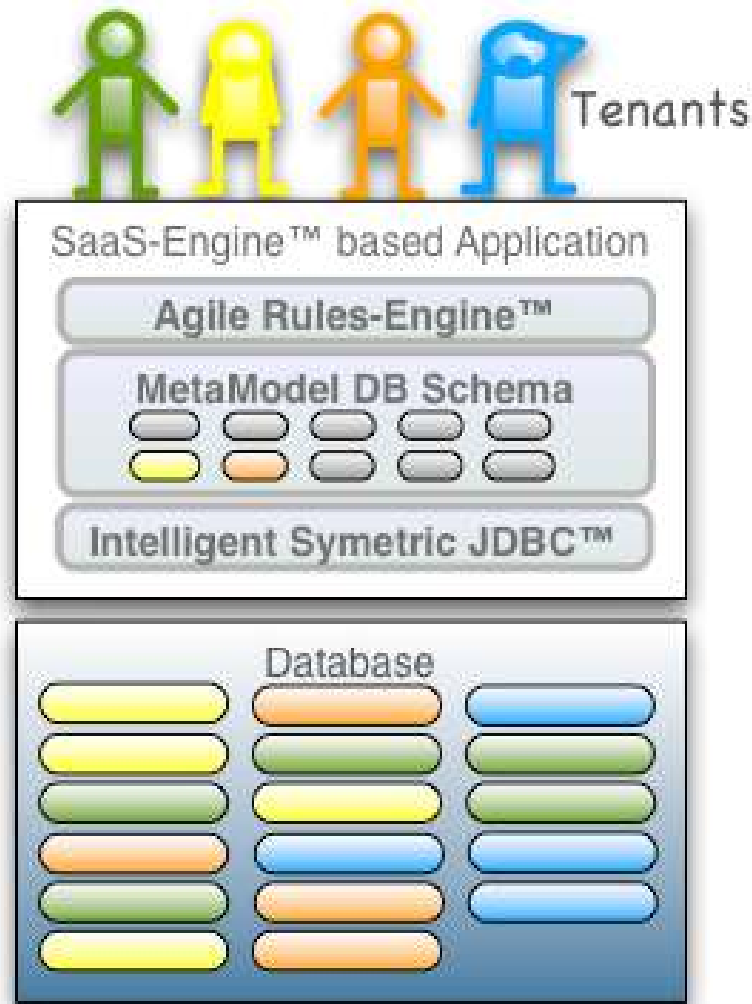 Tenants
SaaS-Engine™ based Application
Agile Rules-Engine™
MetaModel DB Schema
Intelligent Symetric JDBC™
Database